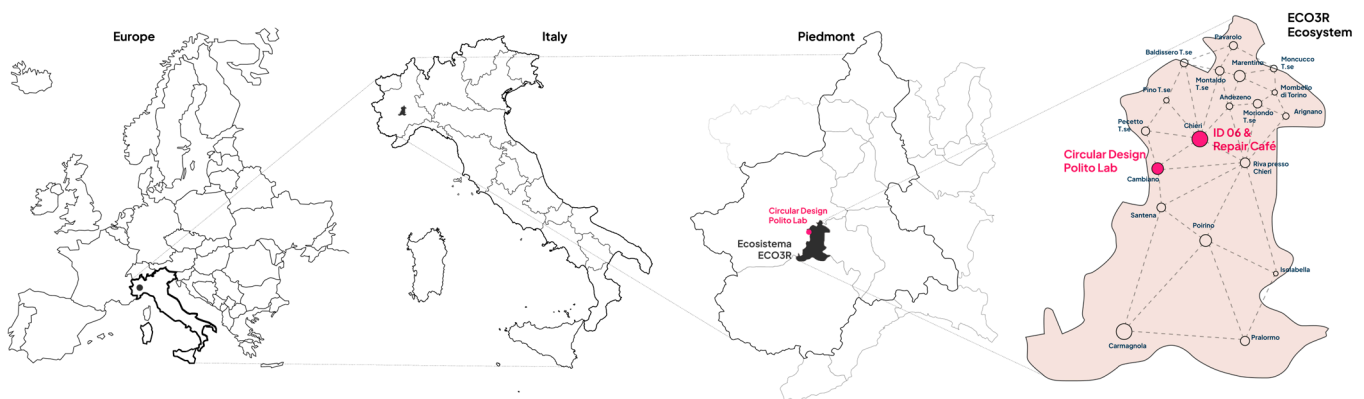 Europe
Italy
Piedmont
Circular Design
Polito Lab
Ecosistema
ECO3R
ECO3R
Ecosystem
Pavarolo
Baldissero T.se
Marentino
Moncucco
T.se
Montaldo
T.se
Pino T.se
Mombello
di Torino
Andezeno
Moriondo
T.se
Arignano
Pecetto
T.se
Chieri
ID 06 &
Repair Café
Circular Design
Polito Lab
Cambiano
Riva presso
Chieri
Santena
Poirino
Isolabella
Carmagnola
Pralormo